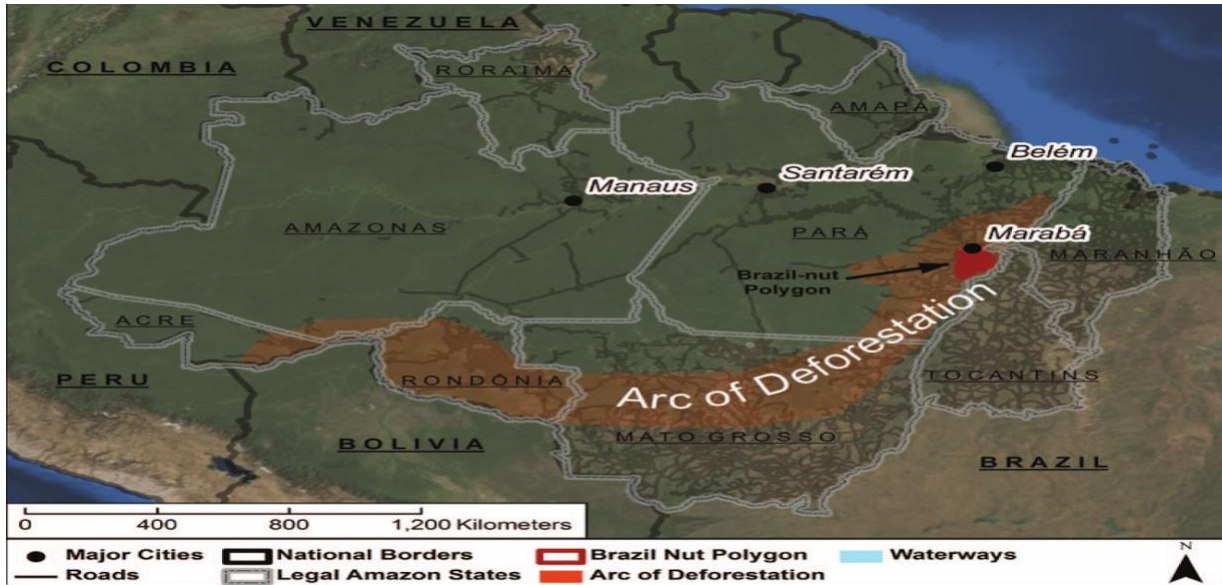 VENEZUELA
COLOMBIA
RORAIMA
AMAPÁ
Belém
Santarém
Manaus
AMAZONAS
PARÁ
Marabá
MARANHÃO
Brazil-nut
Polygon
ACRE
Arc of Deforestation
PERU
RONDÔNIA
TOCANTINS
MATO GROSSO
BOLIVIA
BRAZIL
0 400 800 1,200 Kilometers
Major Cities National Borders Brazil Nut Polygon Waterways
Roads Legal Amazon States Arc of Deforestation
N